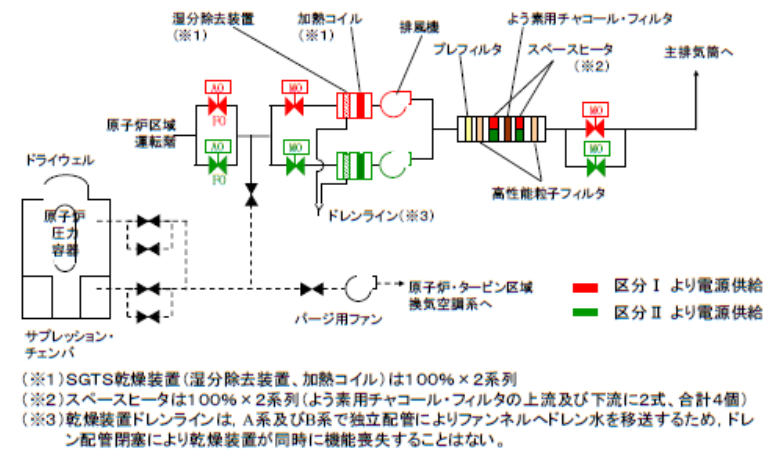 湿分除去装置
(※1)
加熱コイル
(※1)
排風機
よう素用チャコール・フィルタ
プレフィルタ
スペースヒータ
(※2)
主排気筒へ
AO
FO
MO
原子炉区域
運転階
AO
FO
MO
MO
MO
高性能粒子フィルタ
ドレンライン(※3)
ドライウェル
原子炉
圧力
容器
サプレッション・
チェンバ
パージ用ファン
原子炉・タービン区域
換気空調系へ
区分Ⅰ より電源供給
区分Ⅱ より電源供給
(※1)SGTS乾燥装置(湿分除去装置、加熱コイル)は100%×2系列
(※2)スペースヒータは100%×2系列(よう素用チャコール・フィルタの上流及び下流に2式、合計4個)
(※3)乾燥装置ドレンラインは, A系及びB系で独立配管によりファンネルへドレン水を移送するため, ドレ
ン配管閉塞により乾燥装置が同時に機能喪失することはない。